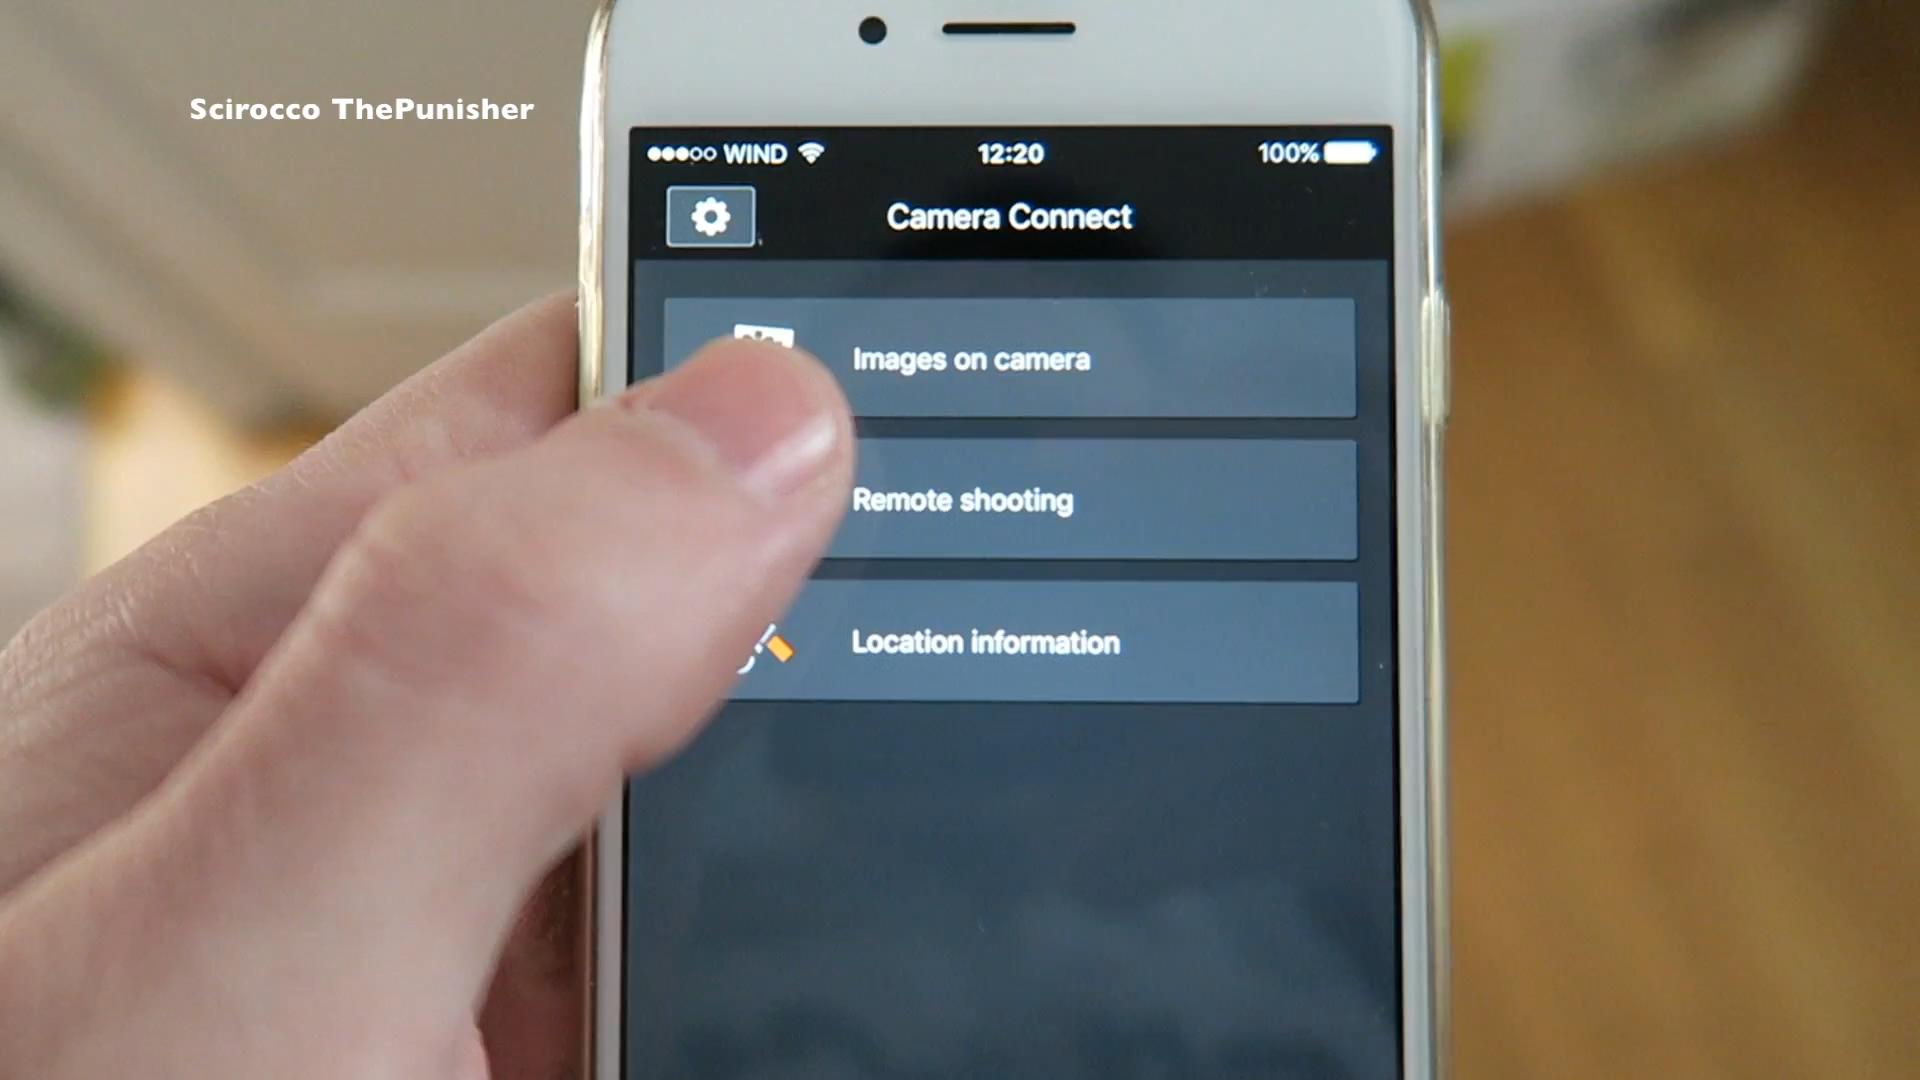 Scirocco ThePunisher
WIND 12:20 100%
Camera Connect
Images on camera
Remote shooting
Location information